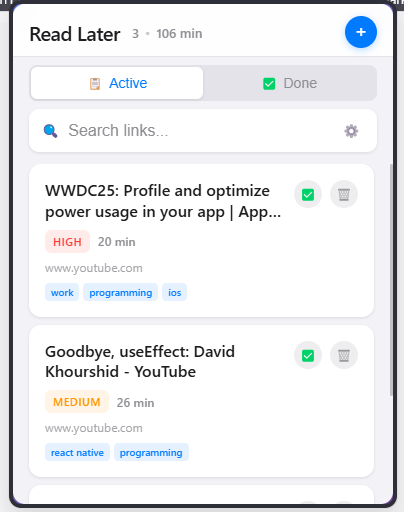 Read Later 3 • 106 min +
Active Done
Search links...
WWDC25: Profile and optimize
power usage in your app | App...
HIGH 20 min
www.youtube.com
work programming ios
Goodbye, useEffect: David
Khourshid - YouTube
MEDIUM 26 min
www.youtube.com
react native programming